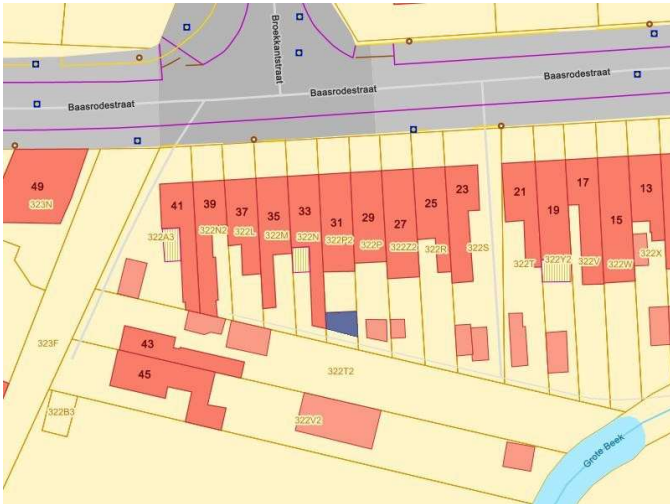 Broekkantstraat
Baasrodestraat
Baasrodestraat
Baasrodestraat
49
323N
41
39
37
35
33
31
29
27
25
23
21
19
17
15
13
322A3
322N2
322L
322M
322N
322P2
322P
322Z2
322R
322S
322T
322Y2
322V
322W
322X
43
45
323F
322T2
322B3
322V2
Grote Beek